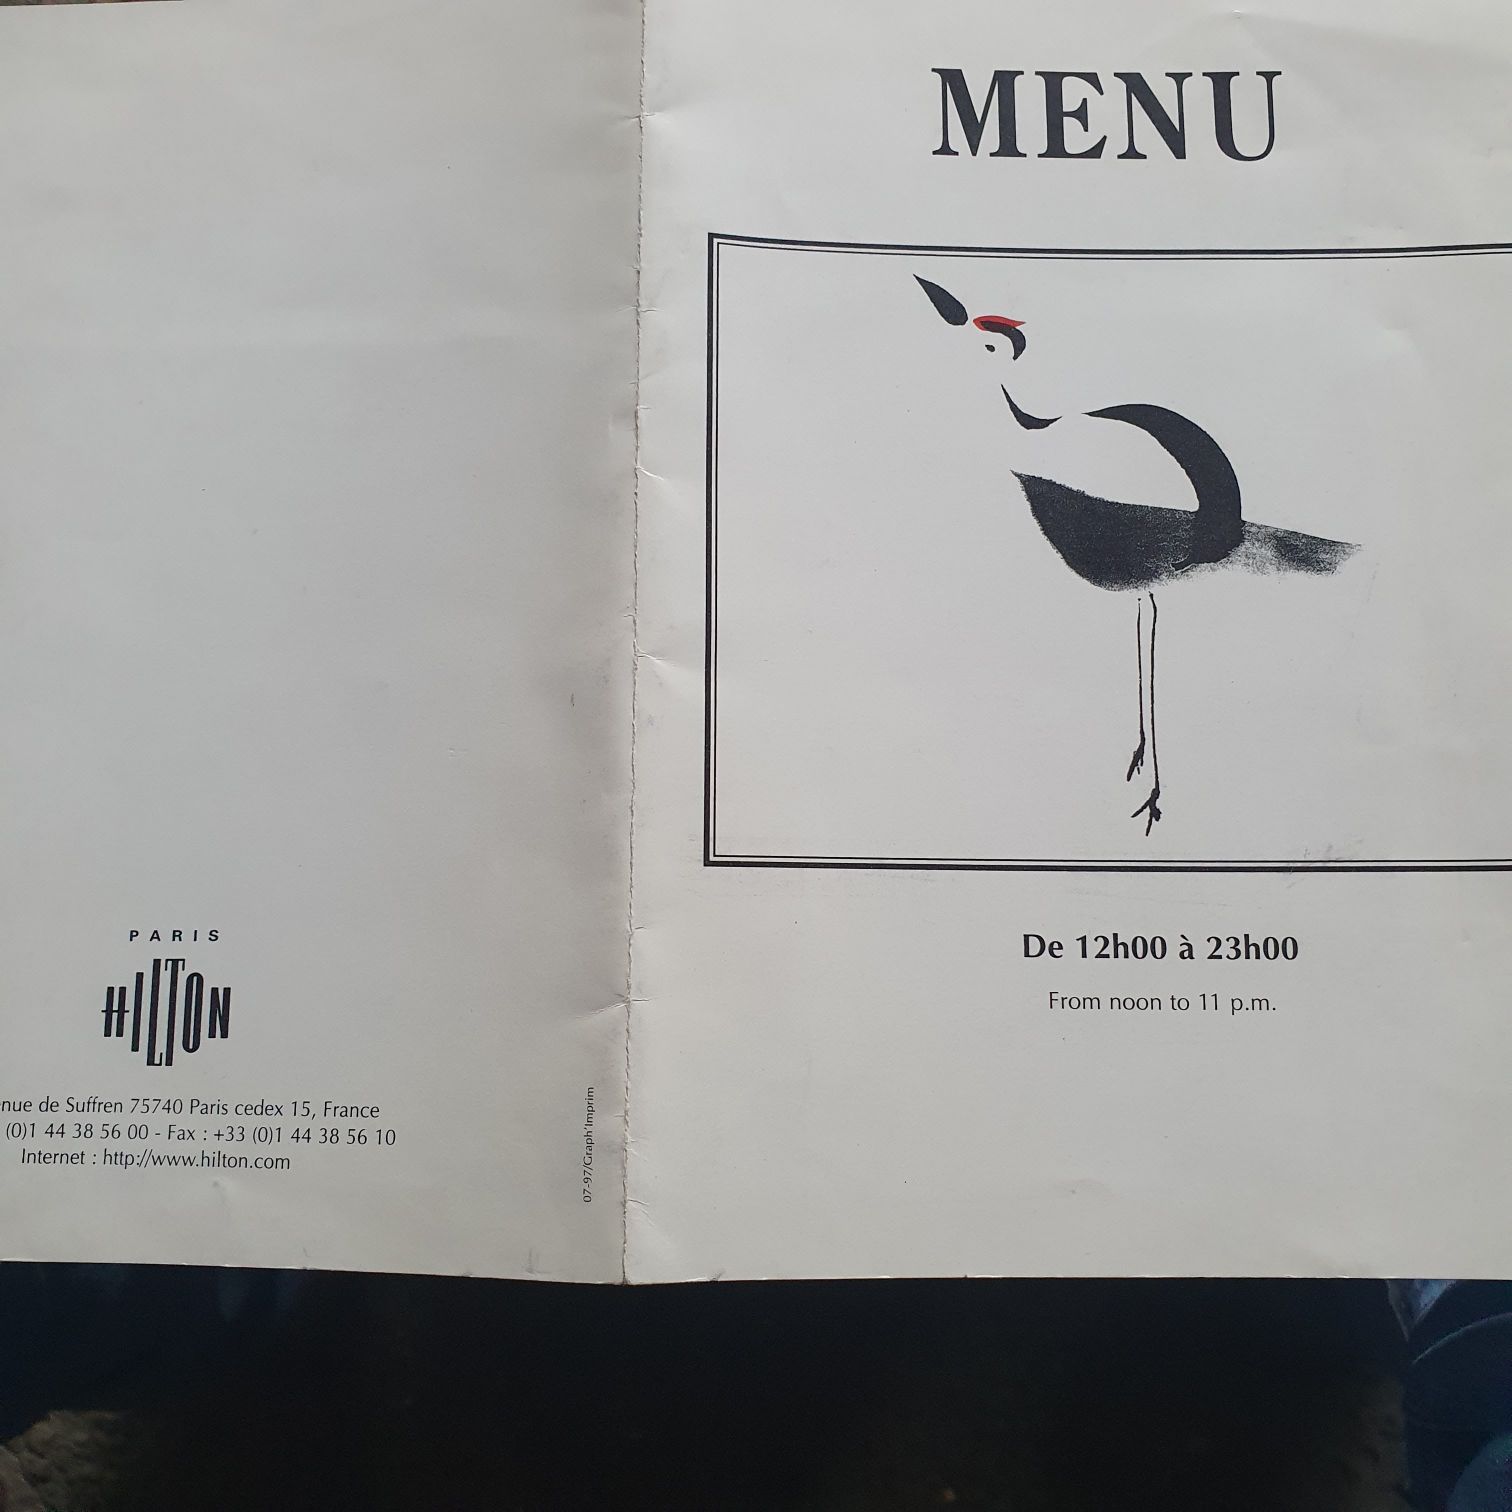 MENU
De 12h00 à 23h00
From noon to 11 p.m.
PARIS
HILTON
de Suffren 75740 Paris cedex 15, France
(0)1 44 38 56 00 - Fax : +33 (0)1 44 38 56 10
Internet : http://www.hilton.com
07-97/Graph'Imprim